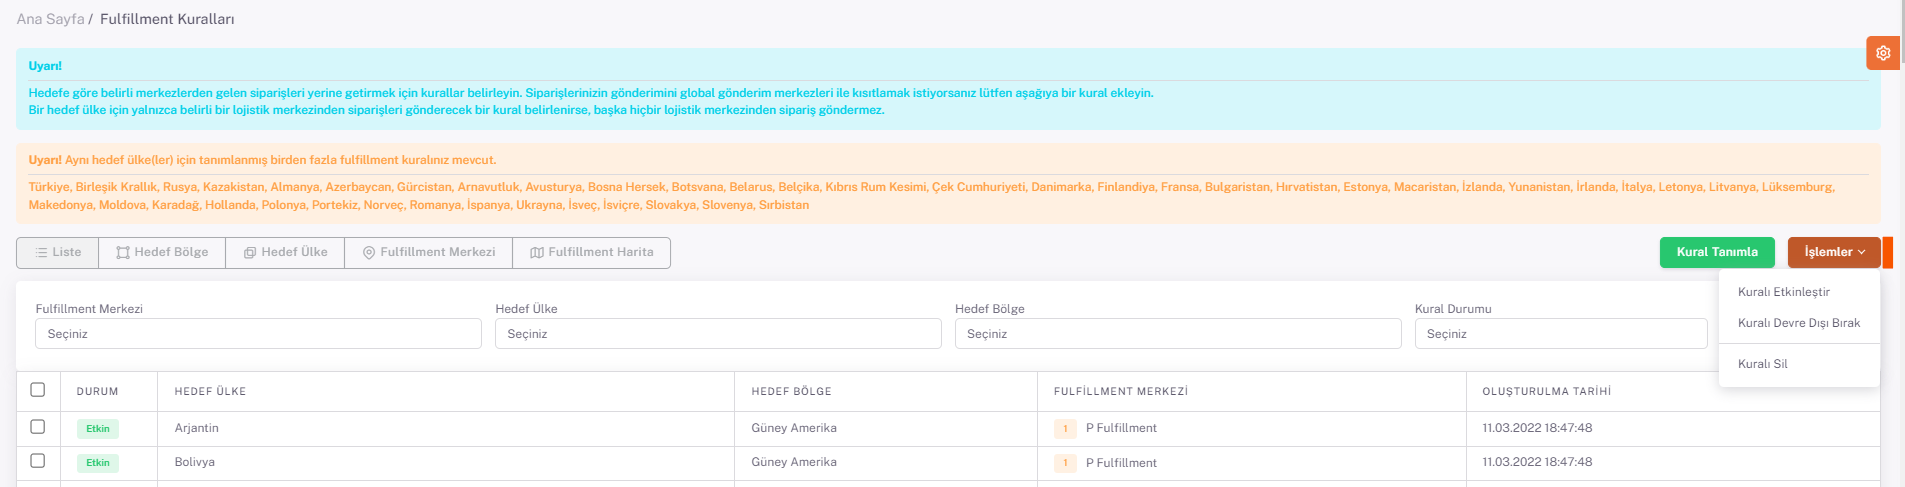 Ana Sayfa / Fulfillment Kuralları
Uyarı!
Hedefe göre belirli merkezlerden gelen siparişleri yerine getirmek için kurallar belirleyin. Siparişlerinizin gönderimini global gönderim merkezleri ile kısıtlamak istiyorsanız lütfen aşağıya bir kural ekleyin.
Bir hedef ülke için yalnızca belirli bir lojistik merkezinden siparişleri gönderecek bir kural belirlenirse, başka hiçbir lojistik merkezinden sipariş göndermez.
Uyarı! Aynı hedef ülke(ler) için tanımlanmış birden fazla fulfillment kuralınız mevcut.
Türkiye, Birleşik Krallık, Rusya, Kazakistan, Almanya, Azerbaycan, Gürcistan, Arnavutluk, Avusturya, Bosna Hersek, Botsvana, Belarus, Belçika, Kıbrıs Rum Kesimi, Çek Cumhuriyeti, Danimarka, Finlandiya, Fransa, Bulgaristan, Hırvatistan, Estonya, Macaristan, İzlanda, Yunanistan, İrlanda, İtalya, Letonya, Litvanya, Lüksemburg,
Makedonya, Moldova, Karadağ, Hollanda, Polonya, Portekiz, Norveç, Romanya, İspanya, Ukrayna, İsveç, İsviçre, Slovakya, Slovenya, Sırbistan
Liste Hedef Bölge Hedef Ülke Fulfillment Merkezi Fulfillment Harita Kural Tanımla İşlemler
Kuralı Etkinleştir
Kuralı Devre Dışı Bırak
Kuralı Sil
Fulfillment Merkezi Hedef Ülke Hedef Bölge Kural Durumu
Seçiniz Seçiniz Seçiniz Seçiniz
DURUM HEDEF ÜLKE HEDEF BÖLGE FULFİLLMENT MERKEZİ OLUŞTURULMA TARİHİ
Etkin Arjantin Güney Amerika 1 P Fulfillment 11.03.2022 18:47:48
Etkin Bolivya Güney Amerika 1 P Fulfillment 11.03.2022 18:47:48